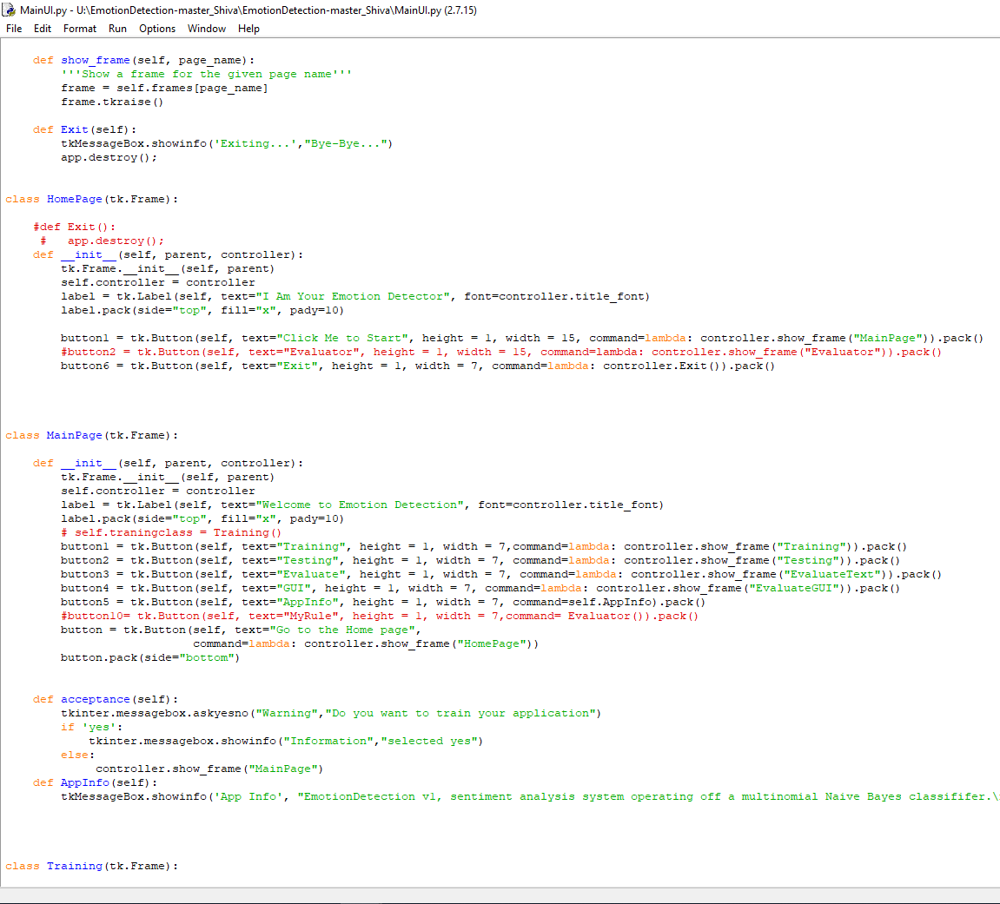 MainUI.py - U:\EmotionDetection-master_Shiva\EmotionDetection-master_Shiva\MainUI.py (2.7.15)
File Edit Format Run Options Window Help
    def show_frame(self, page_name):
        '''Show a frame for the given page name'''
        frame = self.frames[page_name]
        frame.tkraise()
    def Exit(self):
        tkMessageBox.showinfo('Exiting...',"Bye-Bye...")
        app.destroy();
class HomePage(tk.Frame):
    #def Exit():
     #   app.destroy();
    def __init__(self, parent, controller):
        tk.Frame.__init__(self, parent)
        self.controller = controller
        label = tk.Label(self, text="I Am Your Emotion Detector", font=controller.title_font)
        label.pack(side="top", fill="x", pady=10)
        button1 = tk.Button(self, text="Click Me to Start", height = 1, width = 15, command=lambda: controller.show_frame("MainPage")).pack()
        #button2 = tk.Button(self, text="Evaluator", height = 1, width = 15, command=lambda: controller.show_frame("Evaluator")).pack()
        button6 = tk.Button(self, text="Exit", height = 1, width = 7, command=lambda: controller.Exit()).pack()
class MainPage(tk.Frame):
    def __init__(self, parent, controller):
        tk.Frame.__init__(self, parent)
        self.controller = controller
        label = tk.Label(self, text="Welcome to Emotion Detection", font=controller.title_font)
        label.pack(side="top", fill="x", pady=10)
        # self.traningclass = Training()
        button1 = tk.Button(self, text="Training", height = 1, width = 7,command=lambda: controller.show_frame("Training")).pack()
        button2 = tk.Button(self, text="Testing", height = 1, width = 7, command=lambda: controller.show_frame("Testing")).pack()
        button3 = tk.Button(self, text="Evaluate", height = 1, width = 7, command=lambda: controller.show_frame("EvaluateText")).pack()
        button4 = tk.Button(self, text="GUI", height = 1, width = 7, command=lambda: controller.show_frame("EvaluateGUI")).pack()
        button5 = tk.Button(self, text="AppInfo", height = 1, width = 7, command=self.AppInfo).pack()
        #button10= tk.Button(self, text="MyRule", height = 1, width = 7,command= Evaluator()).pack()
        button = tk.Button(self, text="Go to the Home page",
                           command=lambda: controller.show_frame("HomePage"))
        button.pack(side="bottom")
    def acceptance(self):
        tkinter.messagebox.askyesno("Warning","Do you want to train your application")
        if 'yes':
            tkinter.messagebox.showinfo("Information","selected yes")
        else:
             controller.show_frame("MainPage")
    def AppInfo(self):
        tkMessageBox.showinfo('App Info', "EmotionDetection v1, sentiment analysis system operating off a multinomial Naive Bayes classififer.\
class Training(tk.Frame):